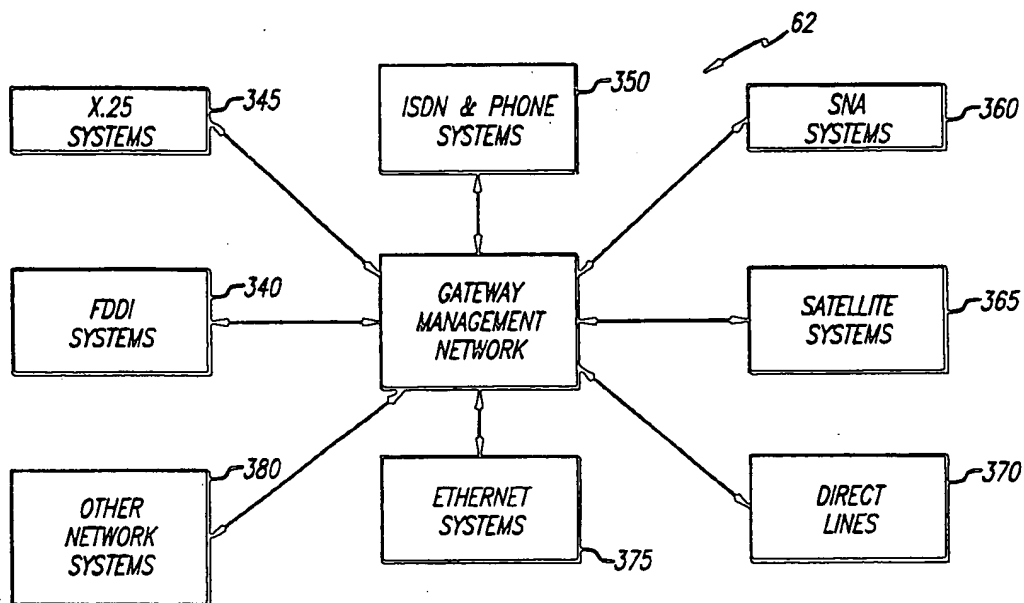 62
X.25
SYSTEMS
345
ISDN & PHONE
SYSTEMS
350
SNA
SYSTEMS
360
FDDI
SYSTEMS
340
GATEWAY
MANAGEMENT
NETWORK
SATELLITE
SYSTEMS
365
OTHER
NETWORK
SYSTEMS
380
ETHERNET
SYSTEMS
375
DIRECT
LINES
370